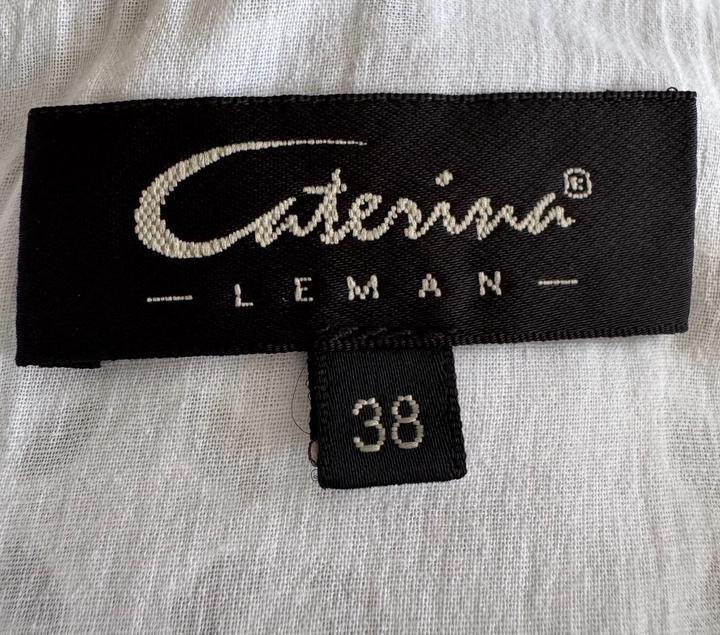 Caterina®
— LEMAN —
38